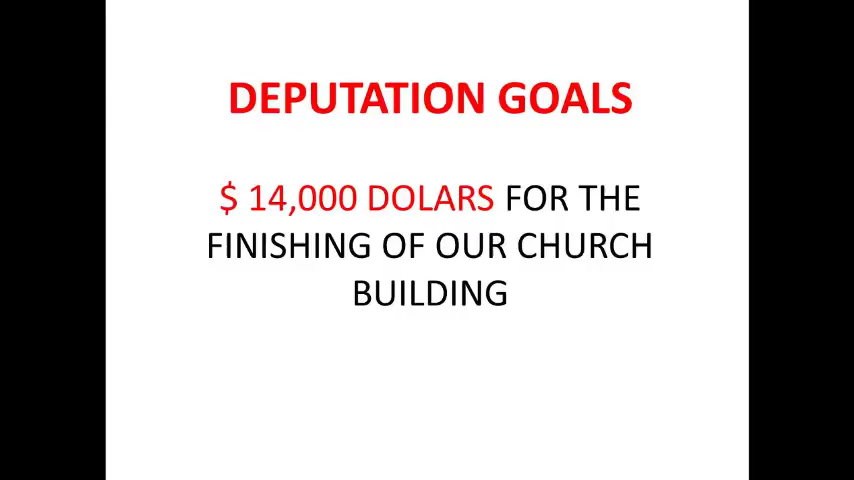 DEPUTATION GOALS
$ 14,000 DOLARS FOR THE
FINISHING OF OUR CHURCH
BUILDING